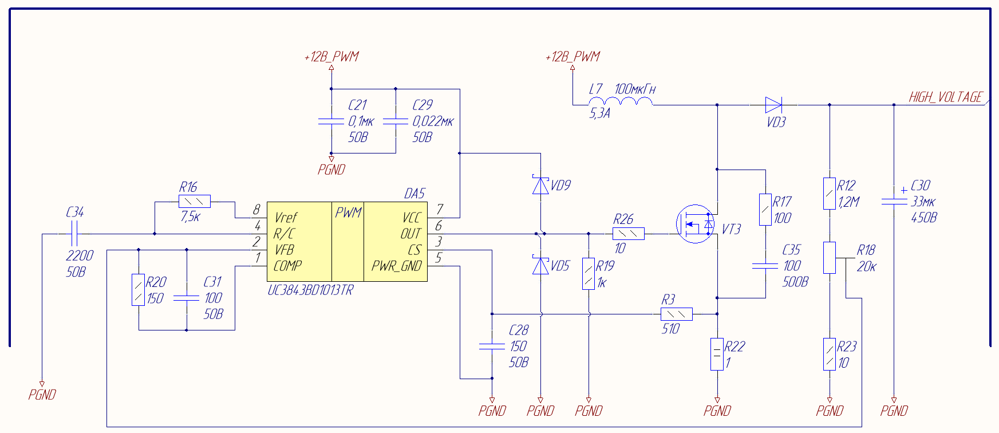 +12В_PWM
+12В_PWM
L7 100мкГн
5,3А
HIGH_VOLTAGE
VD3
C21
0,1мк
50В
C29
0,022мк
50В
PGND
R16
7,5к
DA5
VD9
C34
2200
50В
8 Vref
4 R/C
2 VFB
1 COMP
PWM
VCC 7
OUT 6
CS 3
PWR_GND 5
UC3843BD1013TR
R26
10
VT3
R17
100
R12
1,2М
C30
+
33мк
450В
R20
150
C31
100
50В
VD5
R19
1к
C35
100
500В
R18
20к
R3
510
C28
150
50В
R22
1
R23
10
PGND
PGND
PGND
PGND
PGND
PGND
PGND